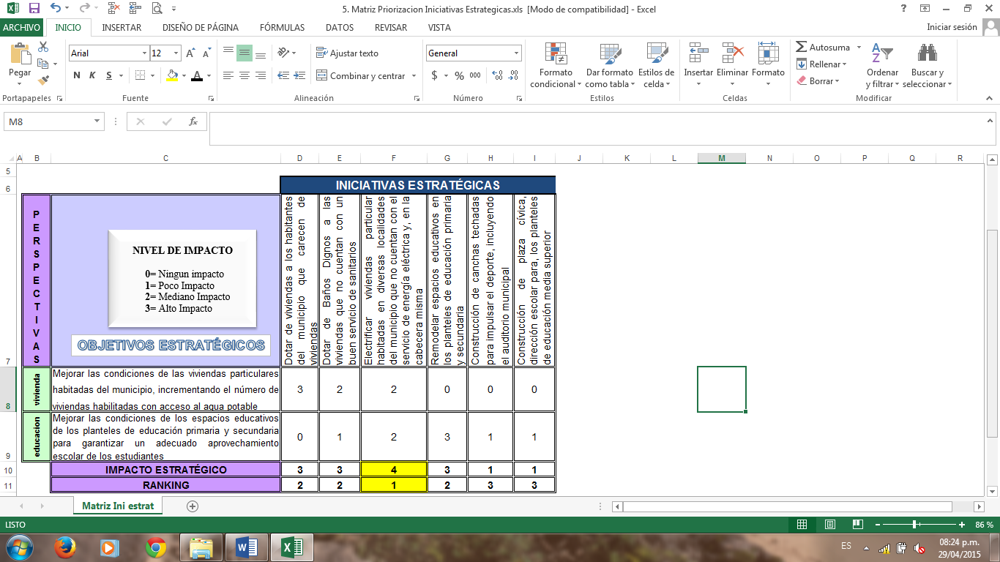 5. Matriz Priorizacion Iniciativas Estrategicas.xls [Modo de compatibilidad] - Excel
ARCHIVO INICIO INSERTAR DISEÑO DE PÁGINA FÓRMULAS DATOS REVISAR VISTA Iniciar sesión
Pegar
Arial 12
N K S
Ajustar texto
Combinar y centrar
General
$ % 000
Formato condicional
Dar formato como tabla
Estilos de celda
Insertar Eliminar Formato
Autosuma
Rellenar
Borrar
Ordenar y filtrar
Buscar y seleccionar
Portapapeles Fuente Alineación Número Estilos Celdas Modificar
M8
fx
A B C D E F G H I J K L M N O P Q R
5
6
INICIATIVAS ESTRATÉGICAS
7
PERSPECTIVAS
NIVEL DE IMPACTO
0= Ningun impacto
1= Poco Impacto
2= Mediano Impacto
3= Alto Impacto
OBJETIVOS ESTRATÉGICOS
Dotar de viviendas a los habitantes
del municipio que carecen de
viviendas
Dotar de Baños Dignos a las
viviendas que no cuentan con un
buen servicio de sanitarios
Electrificar viviendas particular
habitadas en diversas localidades
del municipio que no cuentan con el
servicio de energía eléctrica y, en la
cabecera misma
Remodelar espacios educativos en
los planteles de educación primaria
y secundaria
Construcción de canchas techadas
para impulsar el deporte, incluyendo
el auditorio municipal
Construcción de plaza cívica,
dirección escolar para, los planteles
de educación media superior
8
vivienda
Mejorar las condiciones de las viviendas particulares
habitadas del municipio, incrementando el número de
viviendas habilitadas con acceso al agua potable
3 2 2 0 0 0
9
educacion
Mejorar las condiciones de los espacios educativos
de los planteles de educación primaria y secundaria
para garantizar un adecuado aprovechamiento
escolar de los estudiantes
0 1 2 3 1 1
10 IMPACTO ESTRATÉGICO 3 3 4 3 1 1
11 RANKING 2 2 1 2 3 3
Matriz Ini estrat
LISTO
86 %
ES
08:24 p.m.
29/04/2015